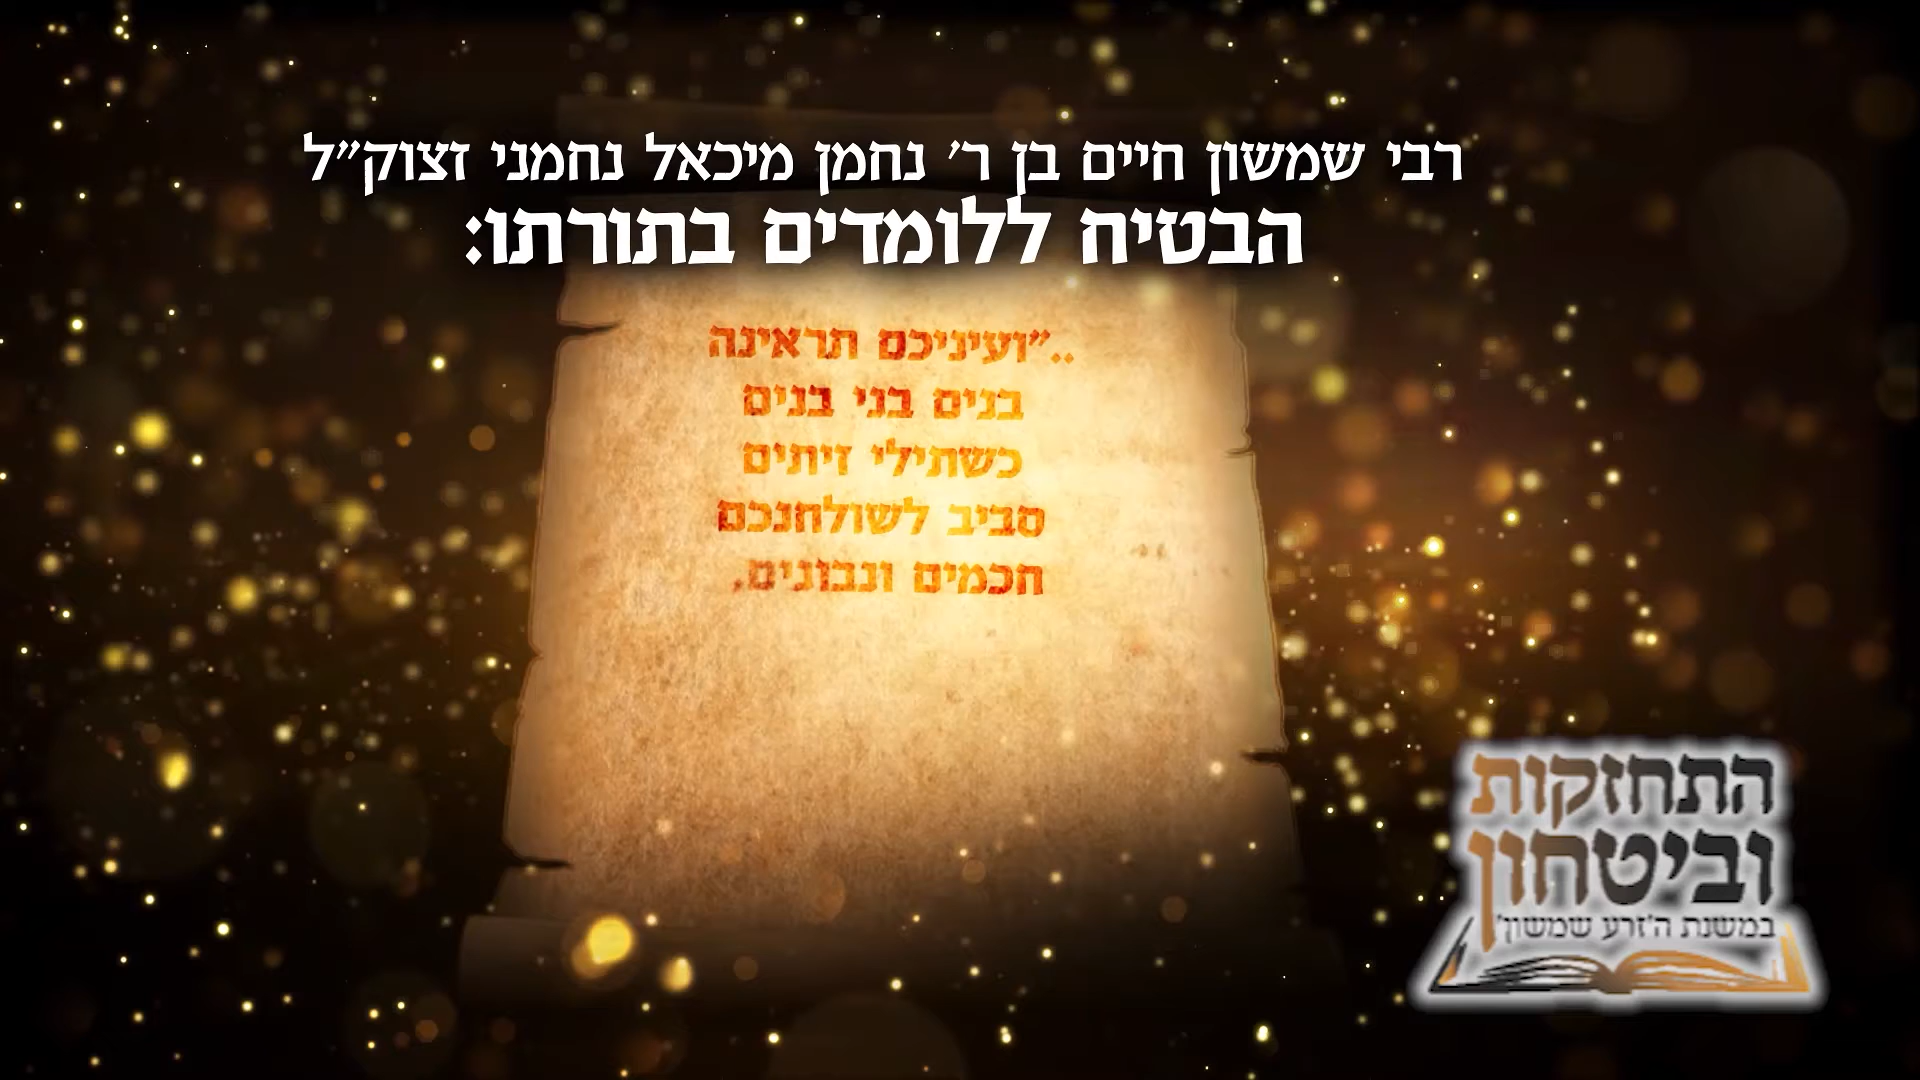 רבי שמשון חיים בן ר׳ נחמן מיכאל נחמני זצוק״ל
הבטיח ללומדים בתורתו:
..״ועיניכם תראינה
בנים בני בנים
כשתילי זיתים
סביב לשולחנכם
חכמים ונבונים.
התחזקות
וביטחון
במשנת ה׳זרע שמשון׳